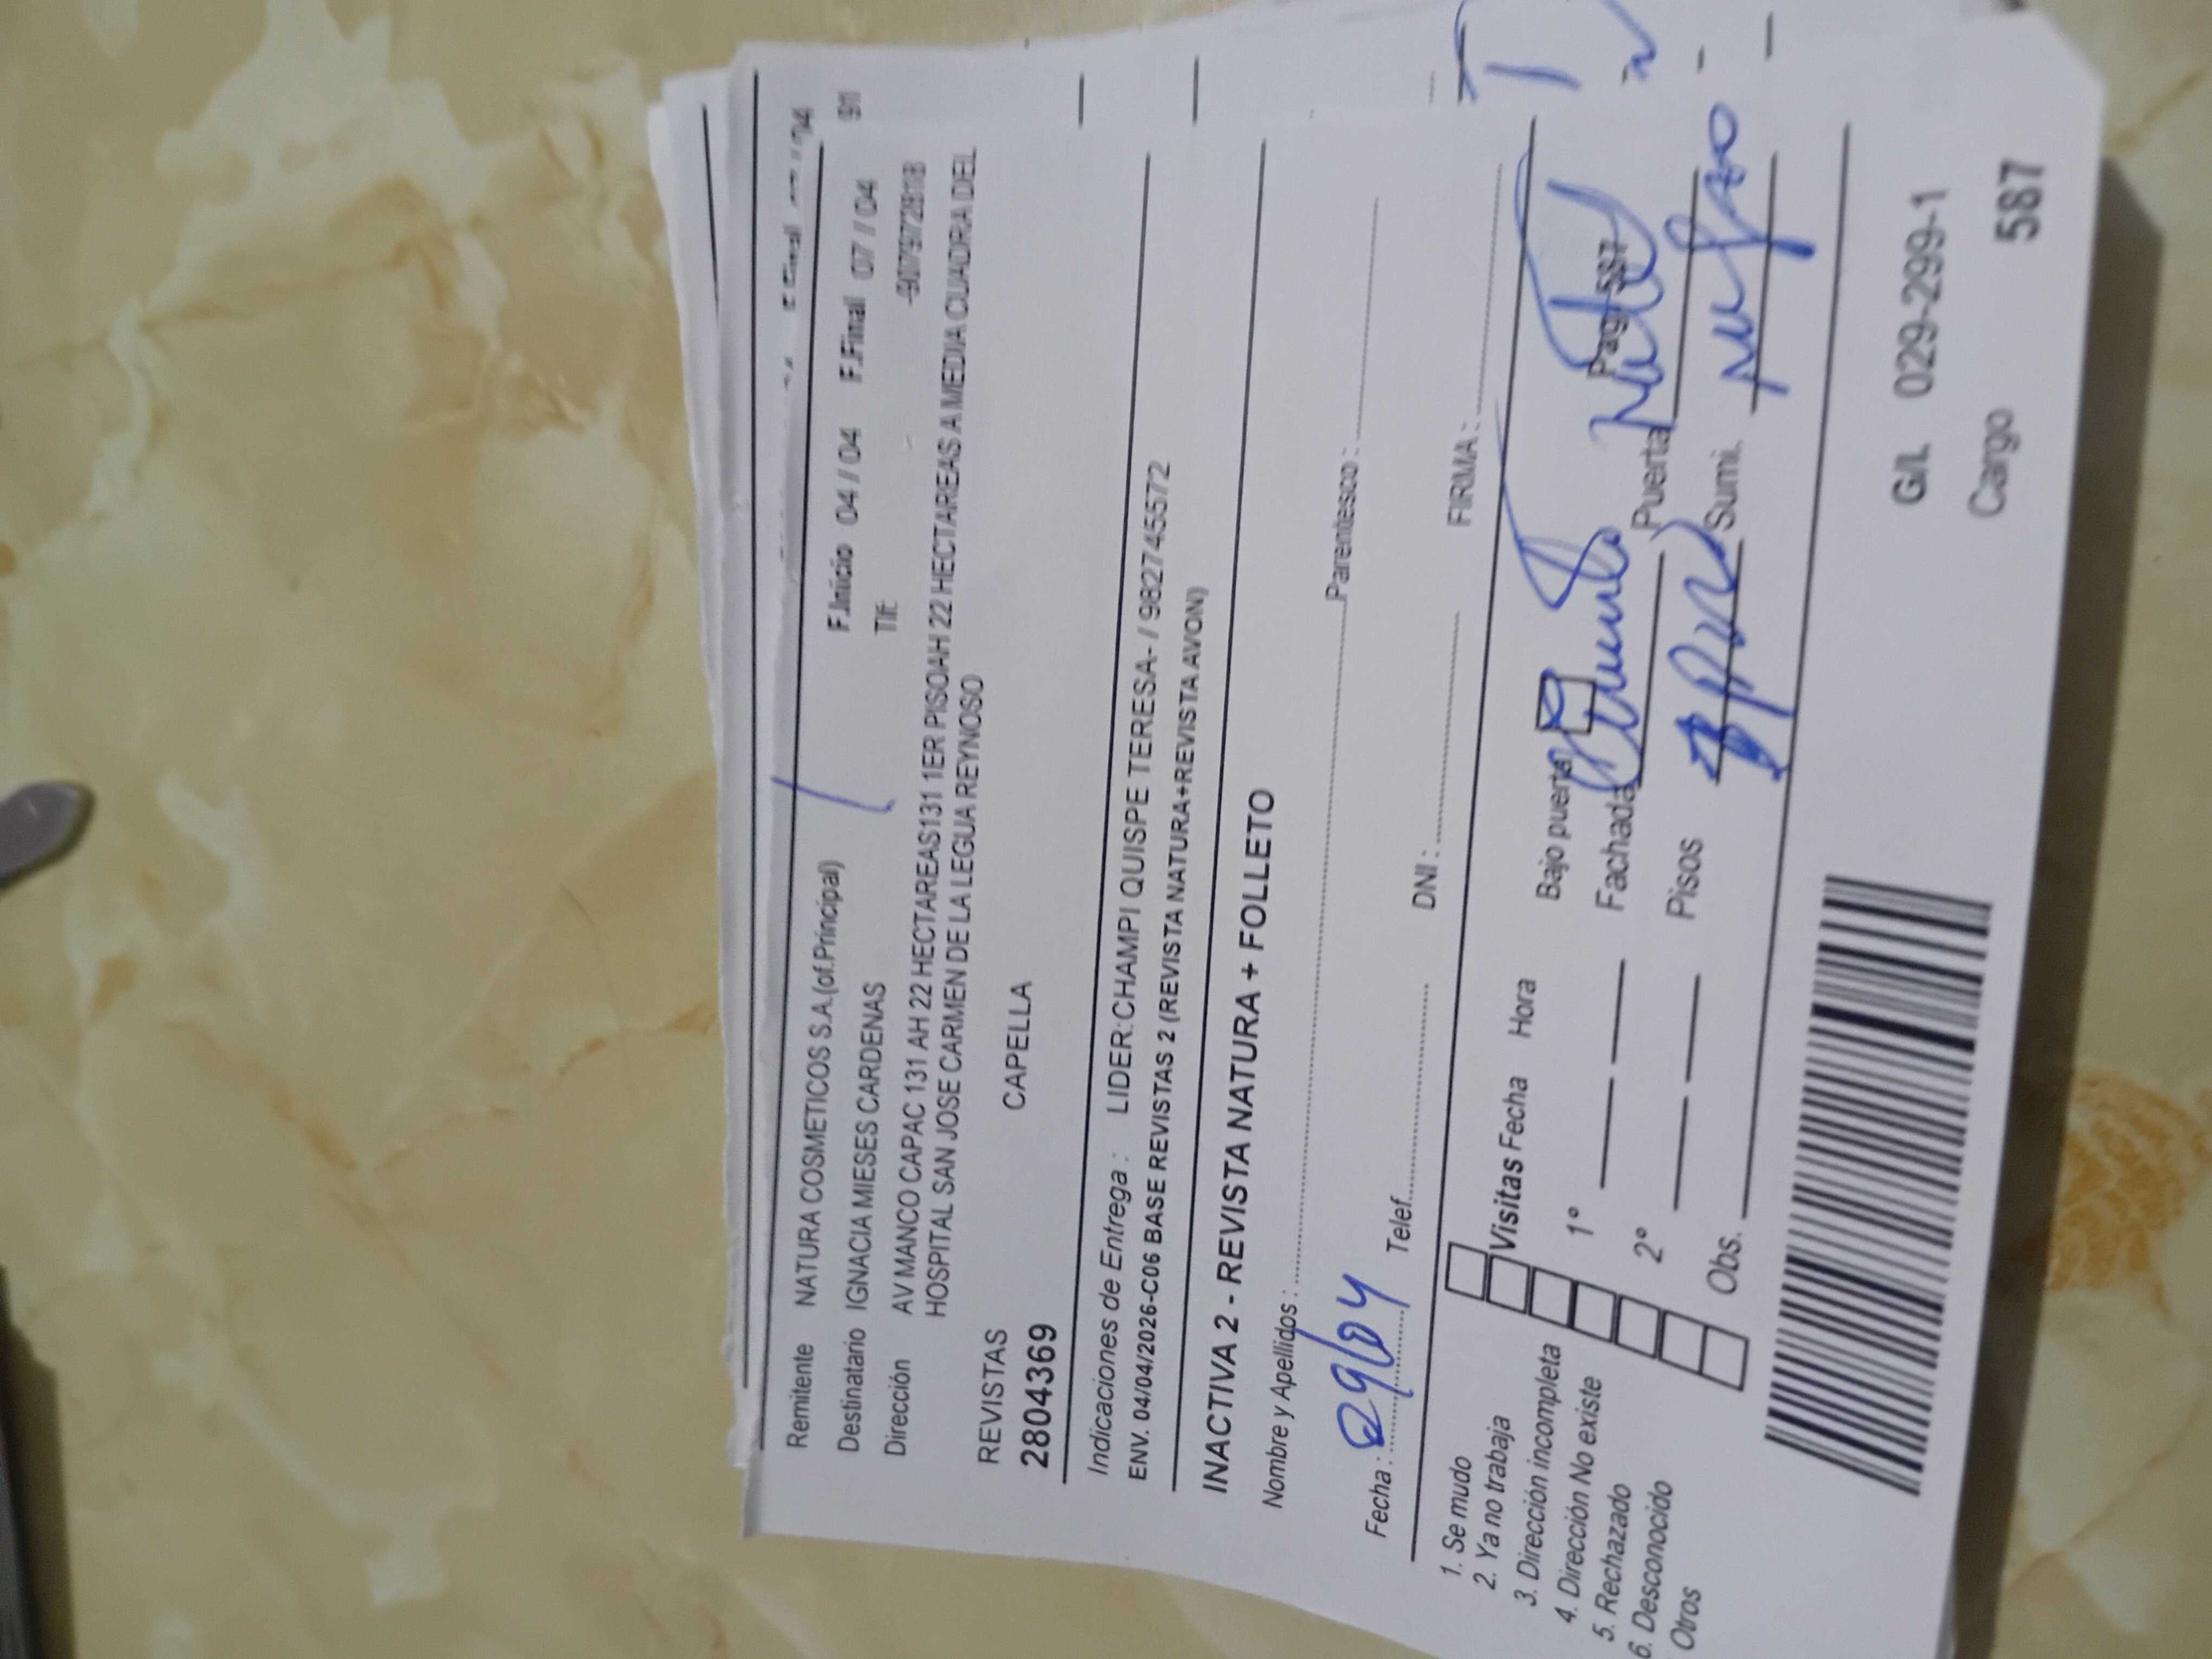 Remitente NATURA COSMETICOS S.A.(of.Principal)
Destinatario IGNACIA MIESES CARDENAS F.Inicio 04 / 04 F.Final 07 / / 04
Dirección Tlf:
AV MANCO CAPAC 131 AH 22 HECTAREAS131 1ER PISOAH 22 HECTAREAS A MEDIA CUADRA DEL
HOSPITAL SAN JOSE CARMEN DE LA LEGUA REYNOSO
REVISTAS CAPELLA
2804369
Indicaciones de Entrega : LIDER:CHAMPI QUISPE TERESA- / 982745572
ENV. 04/04/2026-C06 BASE REVISTAS 2 (REVISTA NATURA+REVISTA AVON)
INACTIVA 2 - REVISTA NATURA + FOLLETO
Nombre y Apellidos : Parentesco :
Fecha : 29/04 Telef. DNI : FIRMA :
1. Se mudo
2. Ya no trabaja
3. Dirección incompleta
4. Dirección No existe
5. Rechazado
6. Desconocido
Otros
Visitas Fecha Hora Bajo puerta
1° Fachada Puerta
2° Pisos Sumi.
Obs.
Pag: 587
G/L 029-299-1
Cargo 587